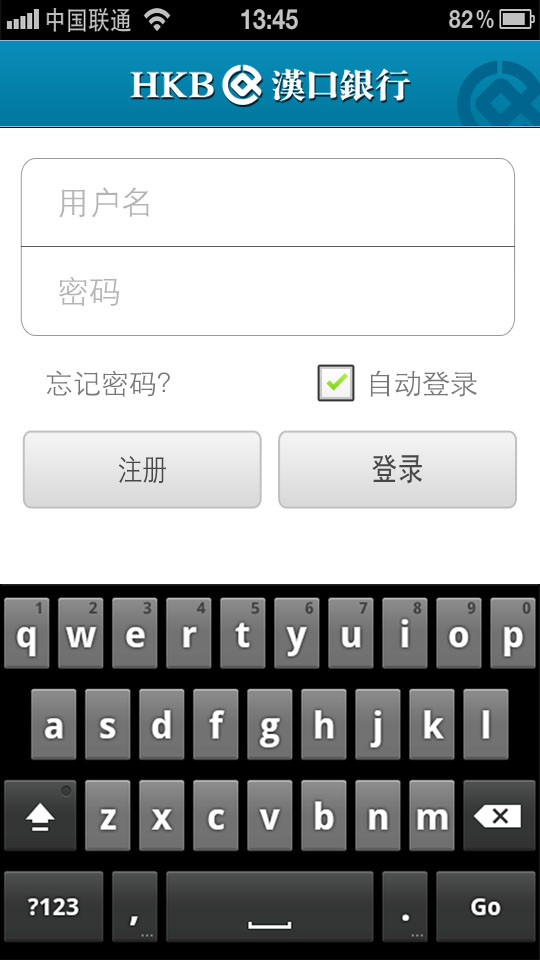 中国联通 13:45 82%
HKB 漢口銀行
用户名
密码
忘记密码? 自动登录
注册 登录
1 2 3 4 5 6 7 8 9 0
q w e r t y u i o p
a s d f g h j k l
z x c v b n m
?123 , ... . ... Go